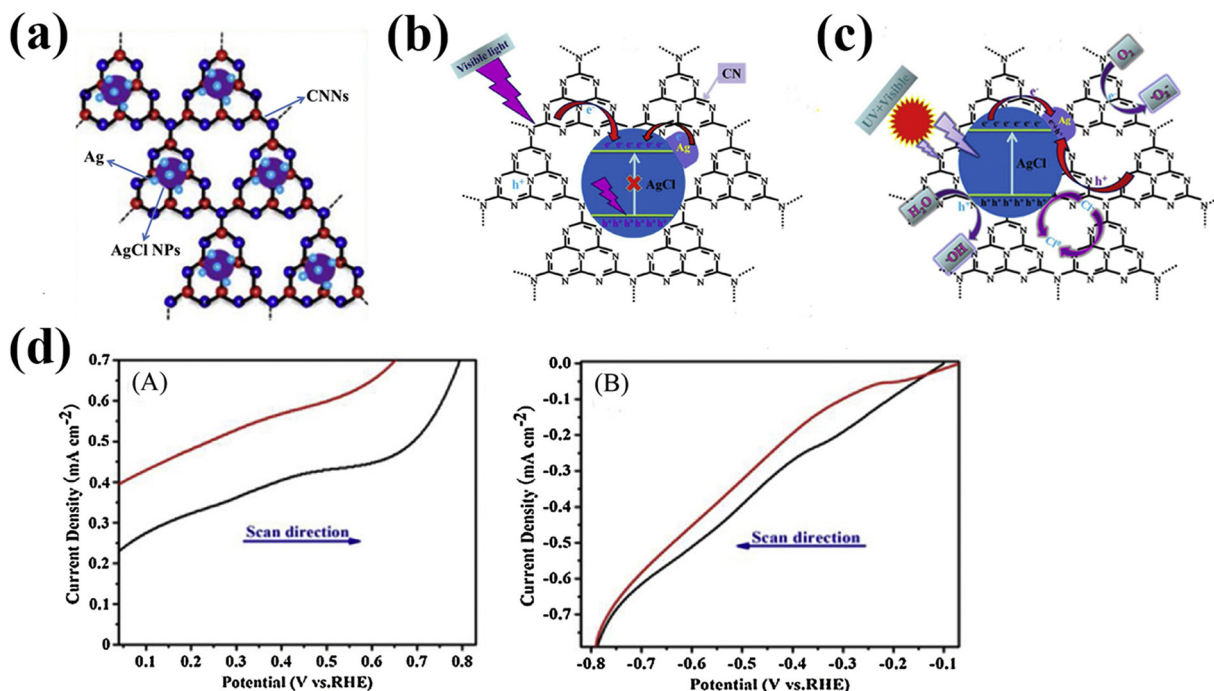 (a)
CNNs
Ag
AgCl NPs
(b)
Visible light
CN
e⁻
e⁻ e⁻ e⁻ e⁻ e⁻ e⁻
Ag
h⁺
AgCl
h⁺ h⁺ h⁺ h⁺ h⁺ h⁺
(c)
UV+Visible
O₂
e⁻
·O₂⁻
e⁻
e⁻ e⁻ e⁻ e⁻ e⁻ e⁻
Ag
AgCl
h⁺
H₂O
h⁺
h⁺ h⁺ h⁺ h⁺ h⁺ h⁺
Cl⁻
Cl⁰
·OH
(d)
(A)
Current Density (mA cm⁻²)
0.7
0.6
0.5
0.4
0.3
0.2
0.1
0
Scan direction
0.1 0.2 0.3 0.4 0.5 0.6 0.7 0.8
Potential (V vs.RHE)
(B)
Current Density (mA cm⁻²)
0.0
-0.1
-0.2
-0.3
-0.4
-0.5
-0.6
-0.7
Scan direction
-0.8 -0.7 -0.6 -0.5 -0.4 -0.3 -0.2 -0.1
Potential (V vs.RHE)